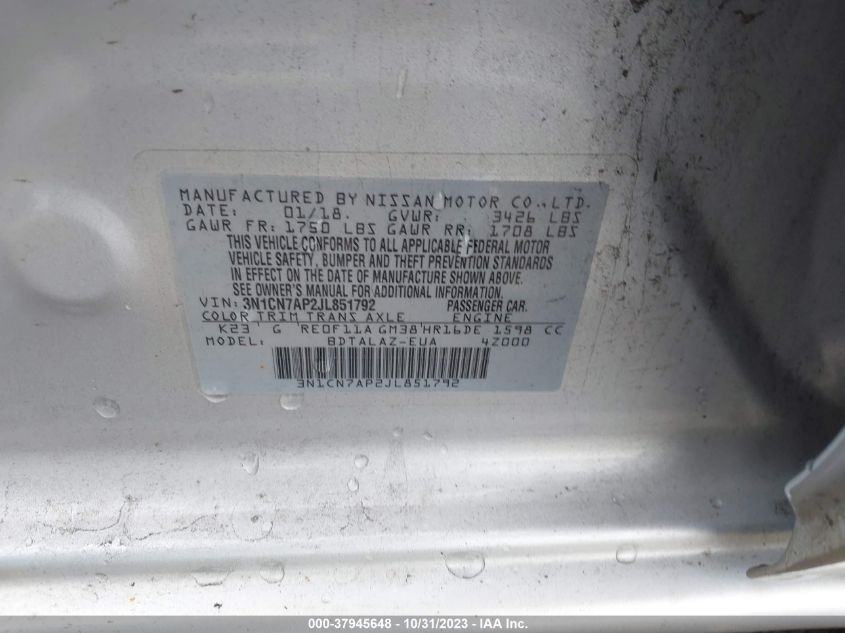 MANUFACTURED BY NISSAN MOTOR CO.,LTD.
DATE: 01/18. GVWR: 3426 LBS
GAWR FR: 1750 LBS GAWR RR: 1708 LBS
THIS VEHICLE CONFORMS TO ALL APPLICABLE FEDERAL MOTOR
VEHICLE SAFETY, BUMPER AND THEFT PREVENTION STANDARDS
IN EFFECT ON THE DATE OF MANUFACTURE SHOWN ABOVE.
SEE OWNER'S MANUAL FOR ADDITIONAL INFORMATION.
VIN: 3N1CN7AP2JL851792 PASSENGER CAR.
COLOR TRIM TRANS AXLE ENGINE
K23 G RE0F11A GM38 HR16DE 1598 CC
MODEL: BDTALAZ-EUA 4Z000
3N1CN7AP2JL851792
000-37945648 - 10/31/2023 - IAA Inc.